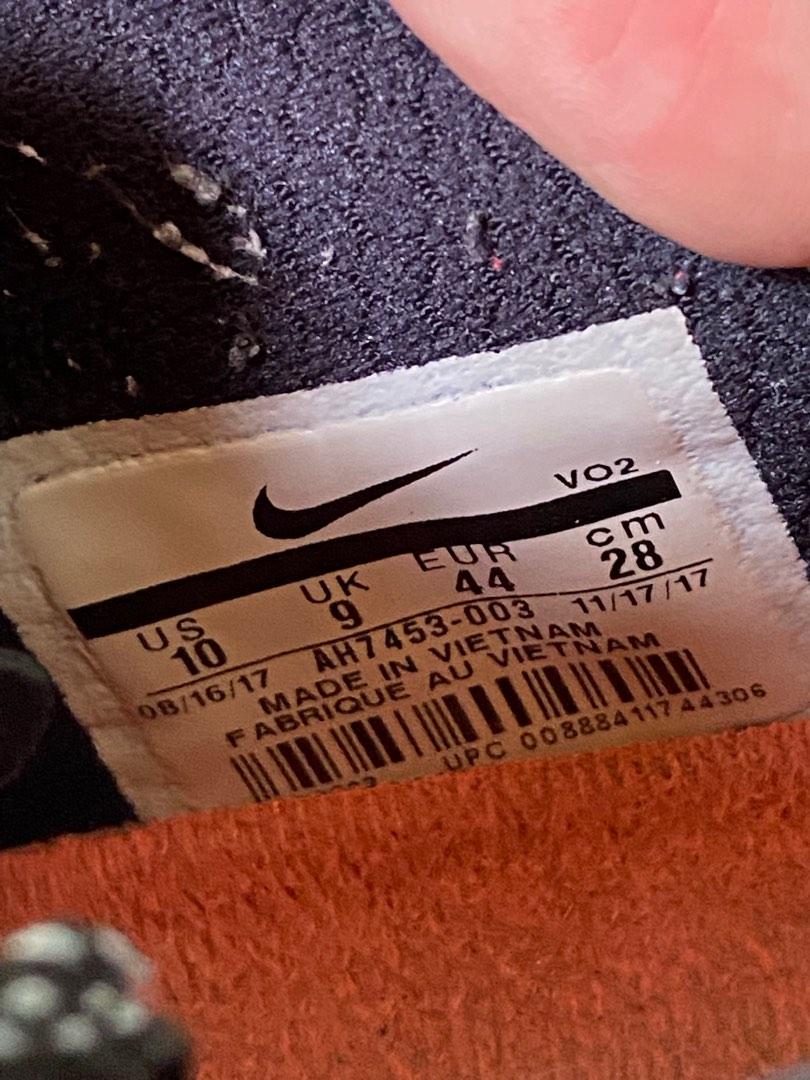 VO2
US UK EUR cm
10 9 44 28
08/16/17 AH7453-003 11/17/17
MADE IN VIETNAM
FABRIQUE AU VIETNAM
UPC 00888411744306